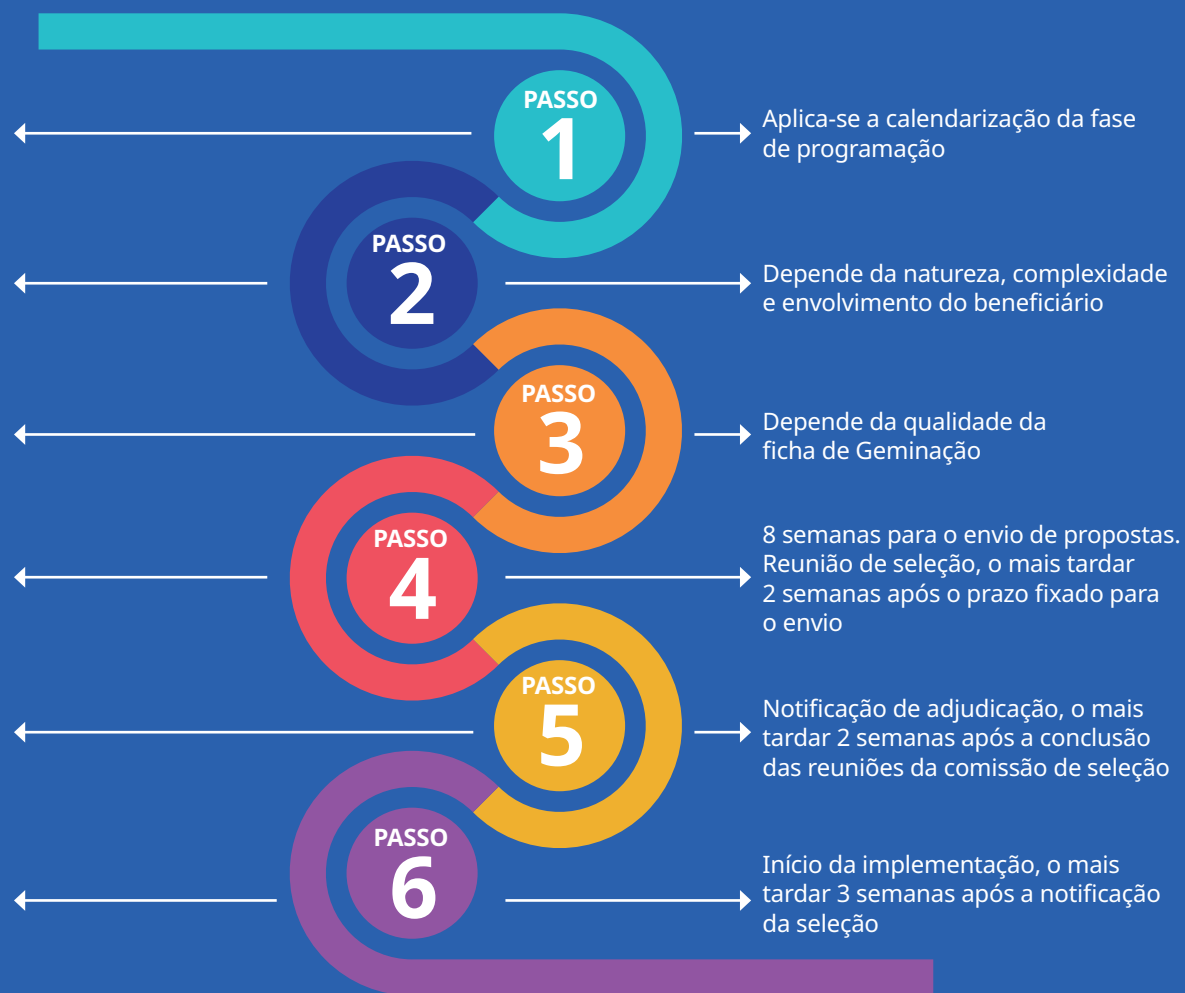 PASSO
1
Aplica-se a calendarização da fase
de programação
PASSO
2
Depende da natureza, complexidade
e envolvimento do beneficiário
PASSO
3
Depende da qualidade da
ficha de Geminação
PASSO
4
8 semanas para o envio de propostas.
Reunião de seleção, o mais tardar
2 semanas após o prazo fixado para
o envio
PASSO
5
Notificação de adjudicação, o mais
tardar 2 semanas após a conclusão
das reuniões da comissão de seleção
PASSO
6
Início da implementação, o mais
tardar 3 semanas após a notificação
da seleção